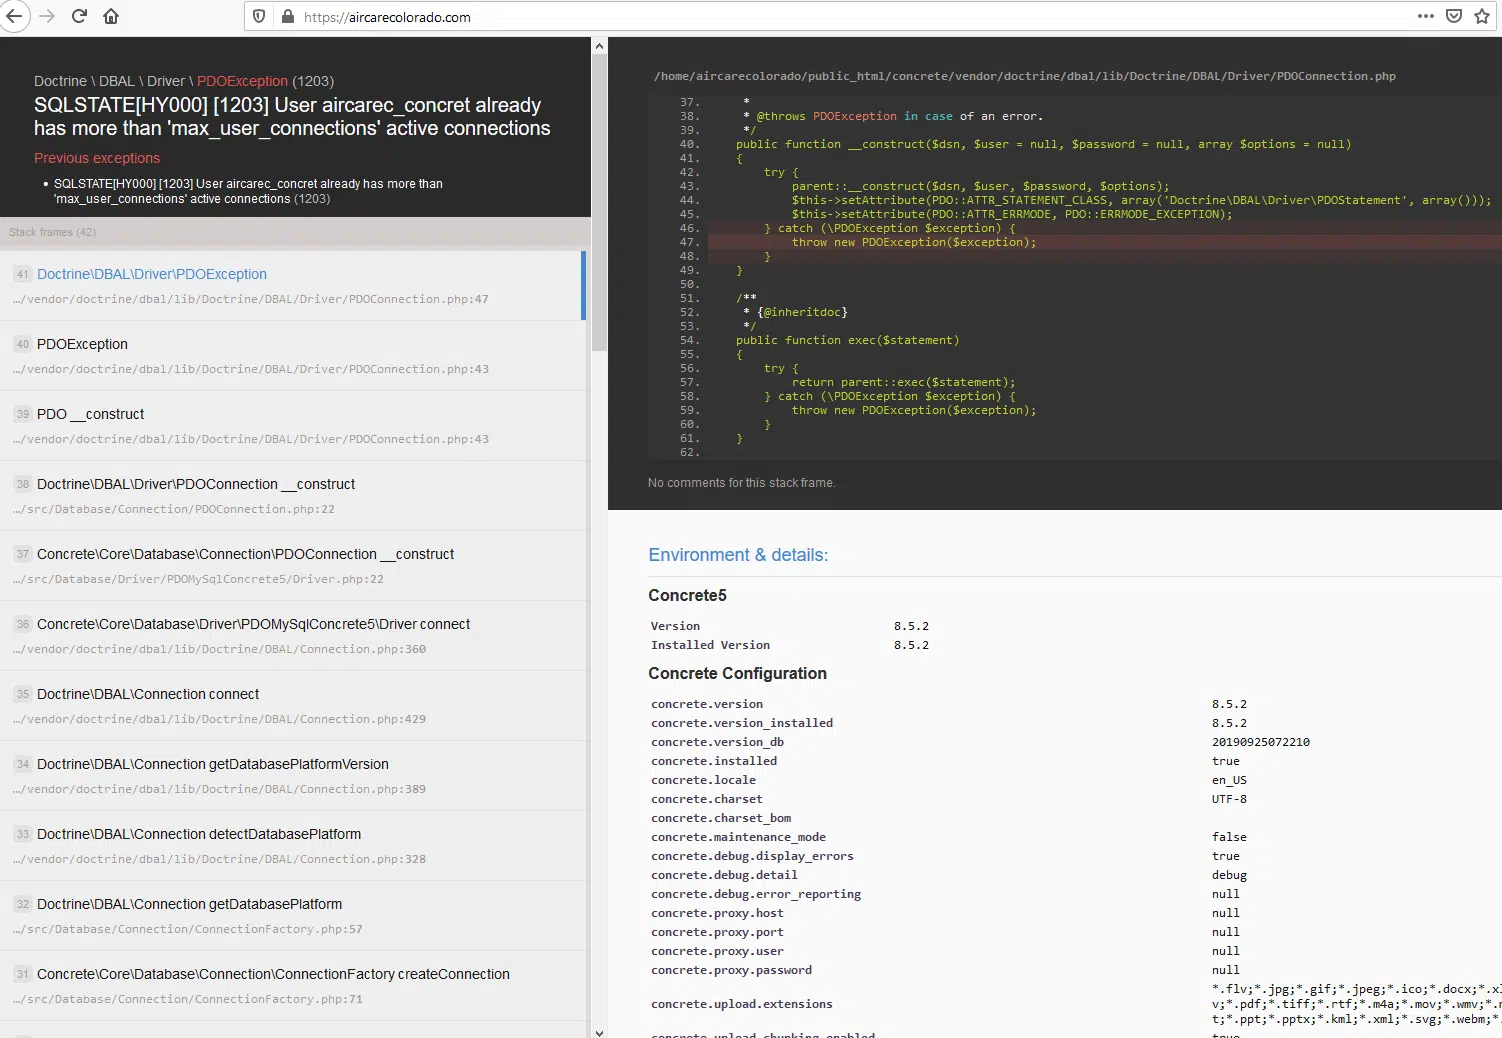 https://aircarecolorado.com
Doctrine \ DBAL \ Driver \ PDOException (1203)
SQLSTATE[HY000] [1203] User aircarec_concret already
has more than 'max_user_connections' active connections
Previous exceptions
• SQLSTATE[HY000] [1203] User aircarec_concret already has more than
'max_user_connections' active connections (1203)
Stack frames (42)
41 Doctrine\DBAL\Driver\PDOException
…/vendor/doctrine/dbal/lib/Doctrine/DBAL/Driver/PDOConnection.php:47
40 PDOException
…/vendor/doctrine/dbal/lib/Doctrine/DBAL/Driver/PDOConnection.php:43
39 PDO __construct
…/vendor/doctrine/dbal/lib/Doctrine/DBAL/Driver/PDOConnection.php:43
38 Doctrine\DBAL\Driver\PDOConnection __construct
…/src/Database/Connection/PDOConnection.php:22
37 Concrete\Core\Database\Connection\PDOConnection __construct
…/src/Database/Driver/PDOMySqlConcrete5/Driver.php:22
36 Concrete\Core\Database\Driver\PDOMySqlConcrete5\Driver connect
…/vendor/doctrine/dbal/lib/Doctrine/DBAL/Connection.php:360
35 Doctrine\DBAL\Connection connect
…/vendor/doctrine/dbal/lib/Doctrine/DBAL/Connection.php:429
34 Doctrine\DBAL\Connection getDatabasePlatformVersion
…/vendor/doctrine/dbal/lib/Doctrine/DBAL/Connection.php:389
33 Doctrine\DBAL\Connection detectDatabasePlatform
…/vendor/doctrine/dbal/lib/Doctrine/DBAL/Connection.php:328
32 Doctrine\DBAL\Connection getDatabasePlatform
…/src/Database/Connection/ConnectionFactory.php:57
31 Concrete\Core\Database\Connection\ConnectionFactory createConnection
…/src/Database/Connection/ConnectionFactory.php:71
/home/aircarecolorado/public_html/concrete/vendor/doctrine/dbal/lib/Doctrine/DBAL/Driver/PDOConnection.php
37. *
38. * @throws PDOException in case of an error.
39. */
40. public function __construct($dsn, $user = null, $password = null, array $options = null)
41. {
42. try {
43. parent::__construct($dsn, $user, $password, $options);
44. $this->setAttribute(PDO::ATTR_STATEMENT_CLASS, array('Doctrine\DBAL\Driver\PDOStatement', array()));
45. $this->setAttribute(PDO::ATTR_ERRMODE, PDO::ERRMODE_EXCEPTION);
46. } catch (\PDOException $exception) {
47. throw new PDOException($exception);
48. }
49. }
50.
51. /**
52. * {@inheritdoc}
53. */
54. public function exec($statement)
55. {
56. try {
57. return parent::exec($statement);
58. } catch (\PDOException $exception) {
59. throw new PDOException($exception);
60. }
61. }
62.
No comments for this stack frame.
Environment & details:
Concrete5
Version 8.5.2
Installed Version 8.5.2
Concrete Configuration
concrete.version 8.5.2
concrete.version_installed 8.5.2
concrete.version_db 20190925072210
concrete.installed true
concrete.locale en_US
concrete.charset UTF-8
concrete.charset_bom
concrete.maintenance_mode false
concrete.debug.display_errors true
concrete.debug.detail debug
concrete.debug.error_reporting null
concrete.proxy.host null
concrete.proxy.port null
concrete.proxy.user null
concrete.proxy.password null
*.flv;*.jpg;*.gif;*.jpeg;*.ico;*.docx;*.xl
concrete.upload.extensions v;*.pdf;*.tiff;*.rtf;*.m4a;*.mov;*.wmv;*.
t;*.ppt;*.pptx;*.kml;*.xml;*.svg;*.webm;*.
concrete.upload.chunking.enabled true